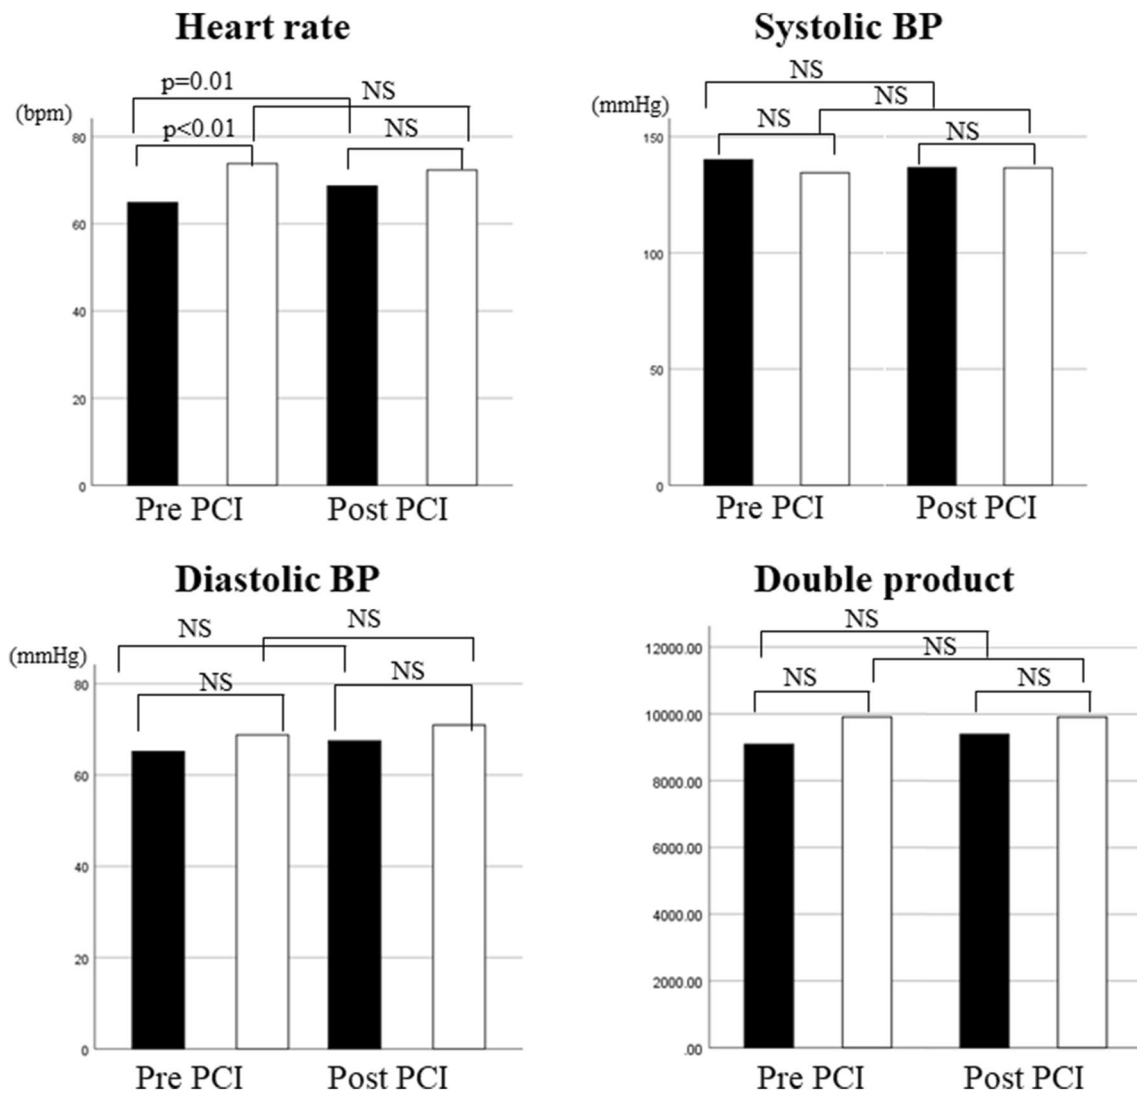 Heart rate
p=0.01
NS
(bpm)
p<0.01
NS
80
60
40
20
0
Pre PCI
Post PCI
Systolic BP
NS
(mmHg)
NS
NS
NS
150
100
50
0
Pre PCI
Post PCI
Diastolic BP
NS
NS
(mmHg)
NS
NS
80
60
40
20
0
Pre PCI
Post PCI
Double product
NS
NS
NS
NS
12000.00
10000.00
8000.00
6000.00
4000.00
2000.00
.00
Pre PCI
Post PCI